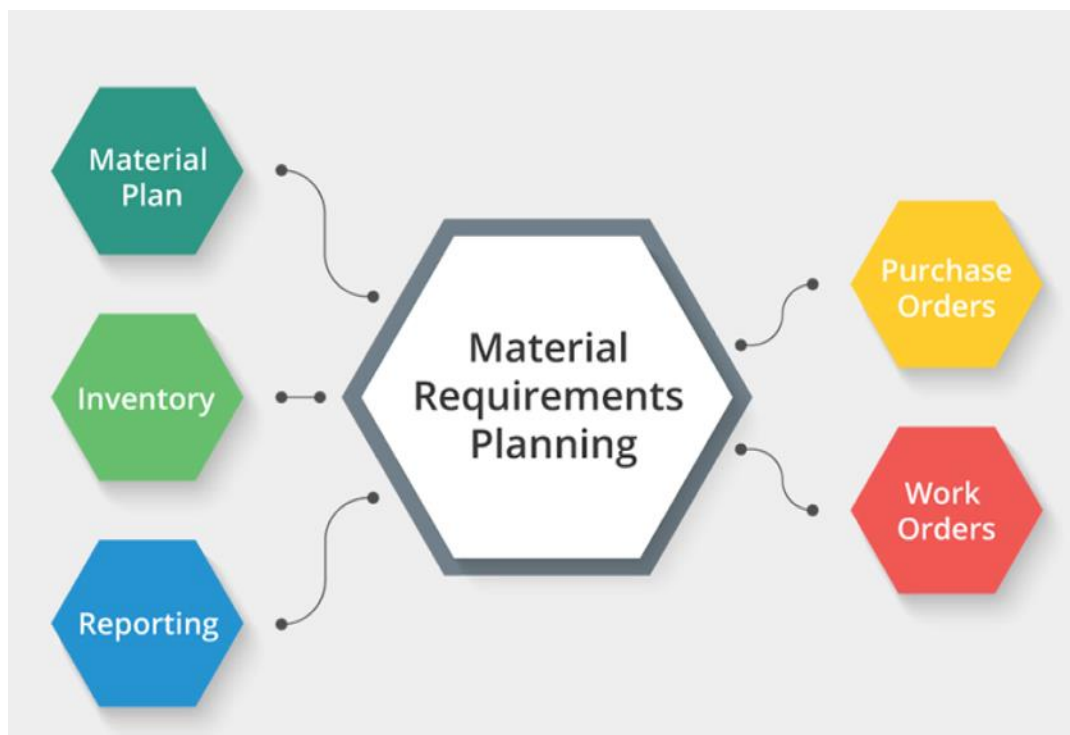 Material
Plan
Inventory
Reporting
Material
Requirements
Planning
Purchase
Orders
Work
Orders